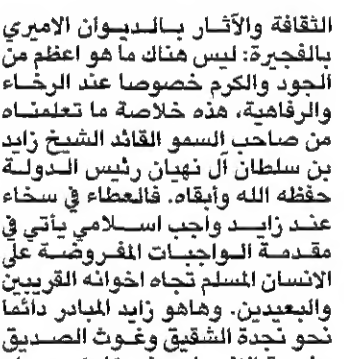 الثقافة والآثار بالديوان الاميري
بالفجيرة: ليس هناك ما هو اعظم من
الجود والكرم خصوصا عند الرخاء
والرفاهية، هذه خلاصة ما تعلمناه
من صاحب السمو القائد الشيخ زايد
بن سلطان آل نهيان رئيس الدولة
حفظه الله وأبقاه. فالعطاء في سخاء
عند زايد واجب اسلامي يأتي في
مقدمة الواجبات المفروضة على
الانسان المسلم تجاه اخوانه القريبين
والبعيدين. وهاهو زايد المبادر دائما
نحو نجدة الشقيق وغوث الصديق